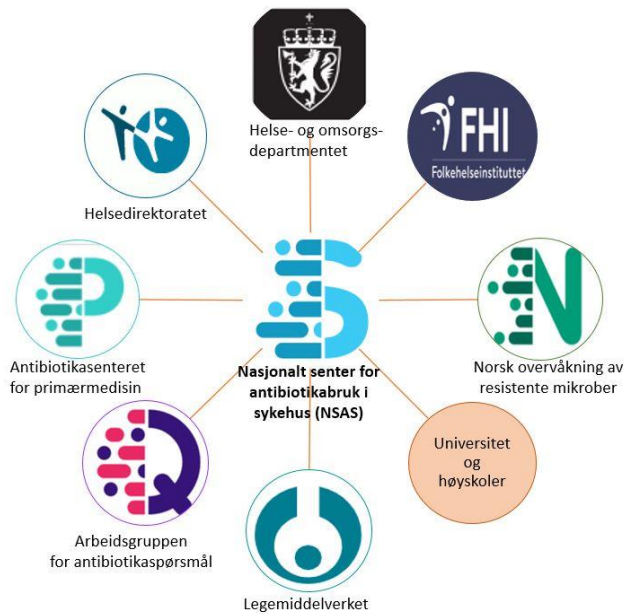 Helse- og omsorgs-
departmentet
FHI
Folkehelseinstituttet
Helsedirektoratet
P
Antibiotikasenteret
for primærmedisin
S
Nasjonalt senter for
antibiotikabruk i
sykehus (NSAS)
N
Norsk overvåkning av
resistente mikrober
Q
Arbeidsgruppen
for antibiotikaspørsmål
Universitet
og
høyskoler
Legemiddelverket